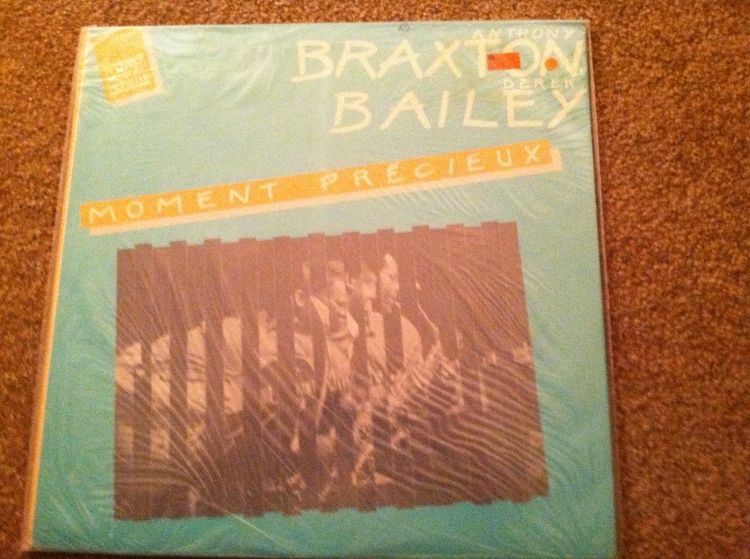 ANTHONY
BRAXTON
DEREK
BAILEY
MOMENT PRÉCIEUX